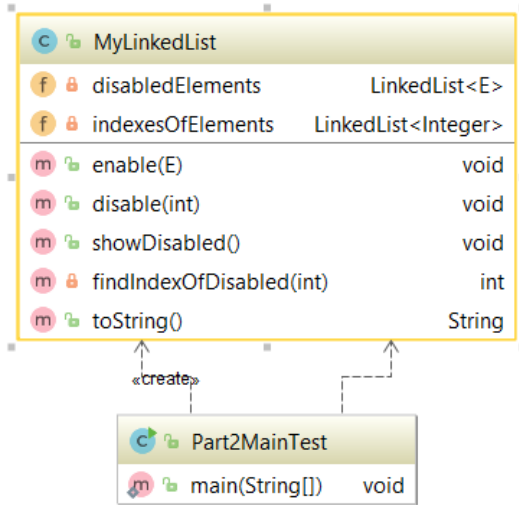 C MyLinkedList
f disabledElements LinkedList<E>
f indexesOfElements LinkedList<Integer>
m enable(E) void
m disable(int) void
m showDisabled() void
m findIndexOfDisabled(int) int
m toString() String
«create»
C Part2MainTest
m main(String[]) void